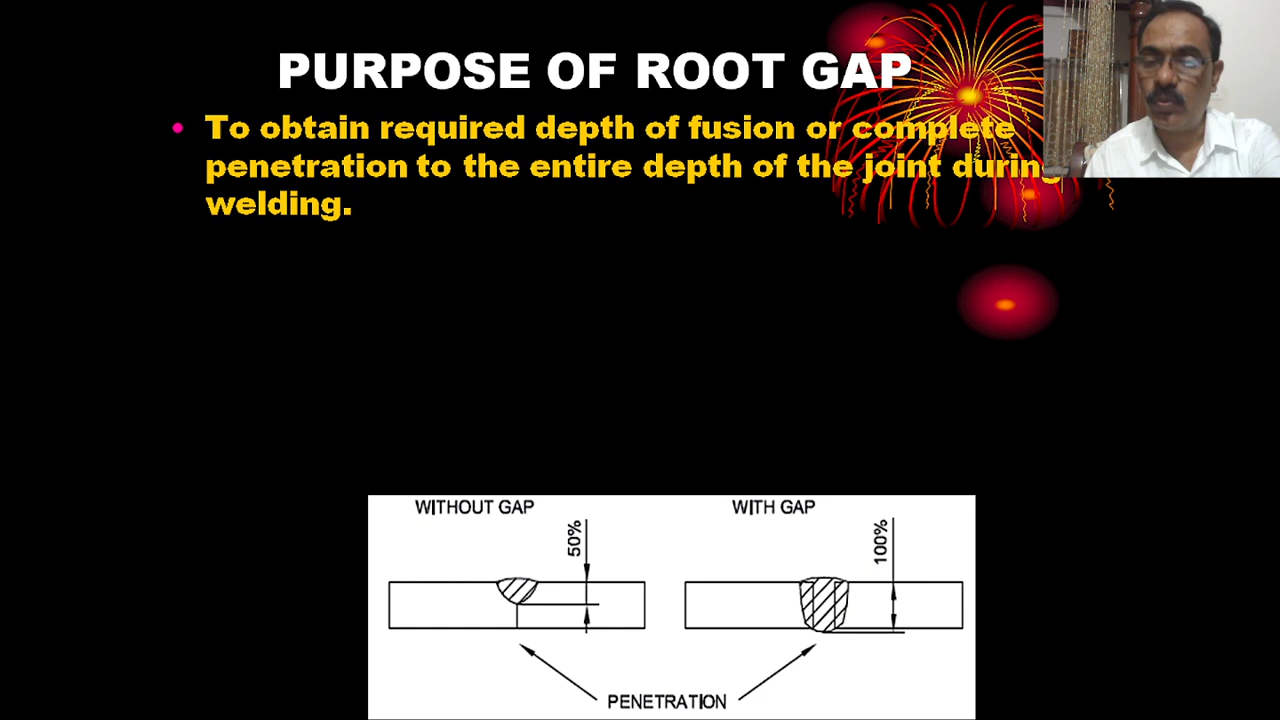 PURPOSE OF ROOT GAP
• To obtain required depth of fusion or complete
penetration to the entire depth of the joint during
welding.
WITHOUT GAP
WITH GAP
50%
100%
PENETRATION